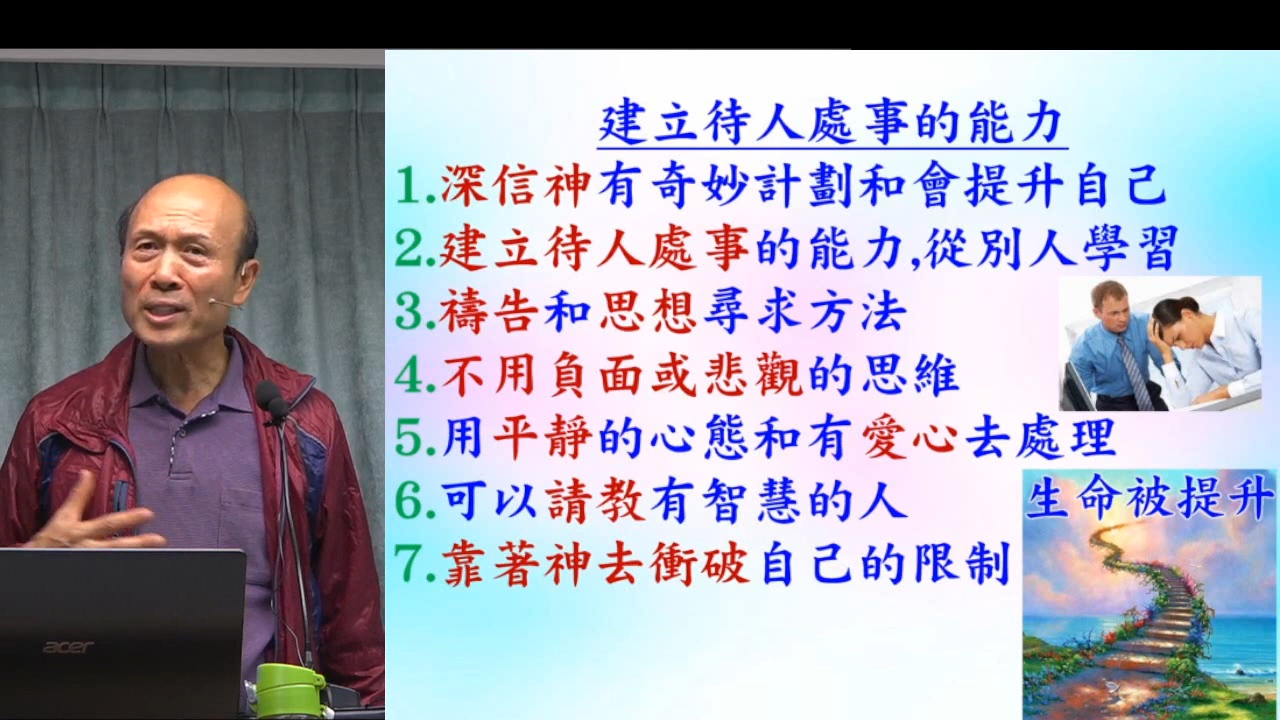 建立待人處事的能力
1.深信神有奇妙計劃和會提升自己
2.建立待人處事的能力,從別人學習
3.禱告和思想尋求方法
4.不用負面或悲觀的思維
5.用平靜的心態和有愛心去處理
6.可以請教有智慧的人
生命被提升
7.靠著神去衝破自己的限制
acer